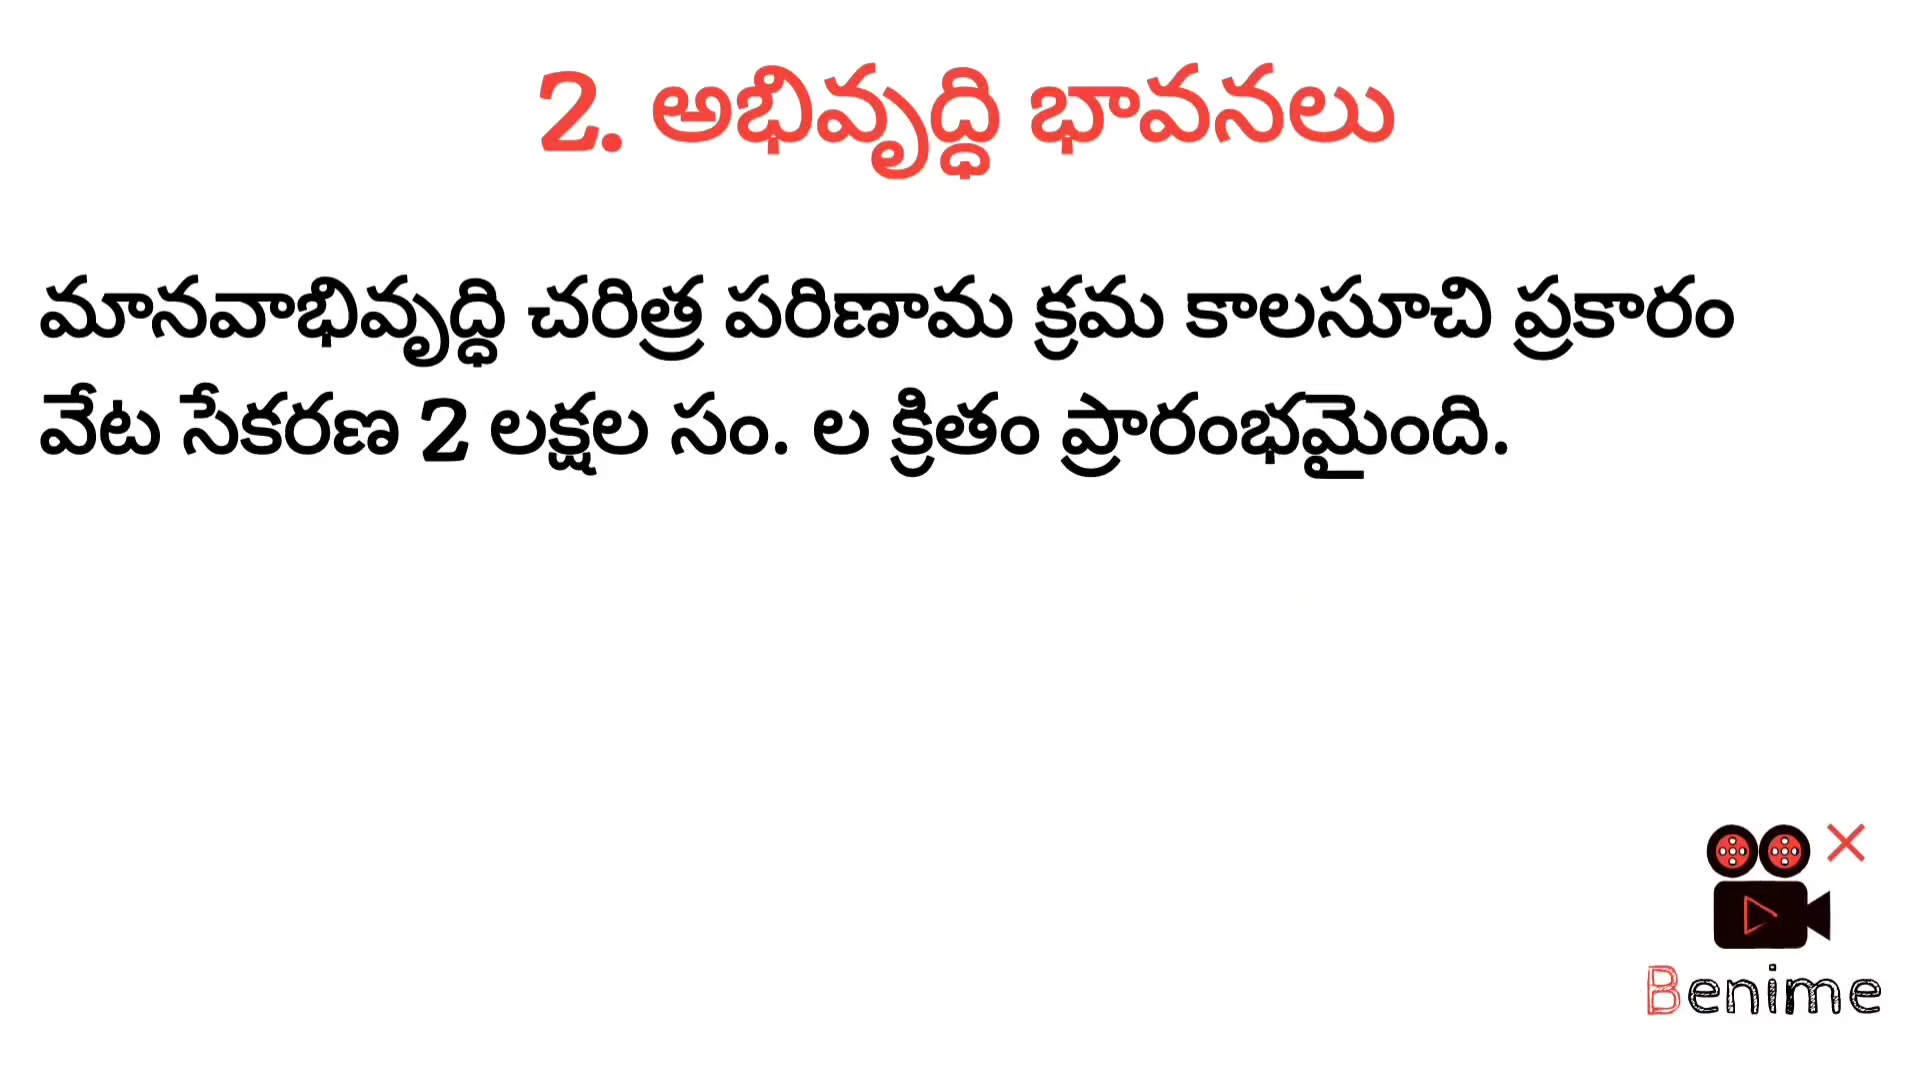 2. అభివృద్ధి భావనలు
మానవాభివృద్ధి చరిత్ర పరిణామ క్రమ కాలసూచి ప్రకారం
వేట సేకరణ 2 లక్షల సం. ల క్రితం ప్రారంభమైంది.
Benime